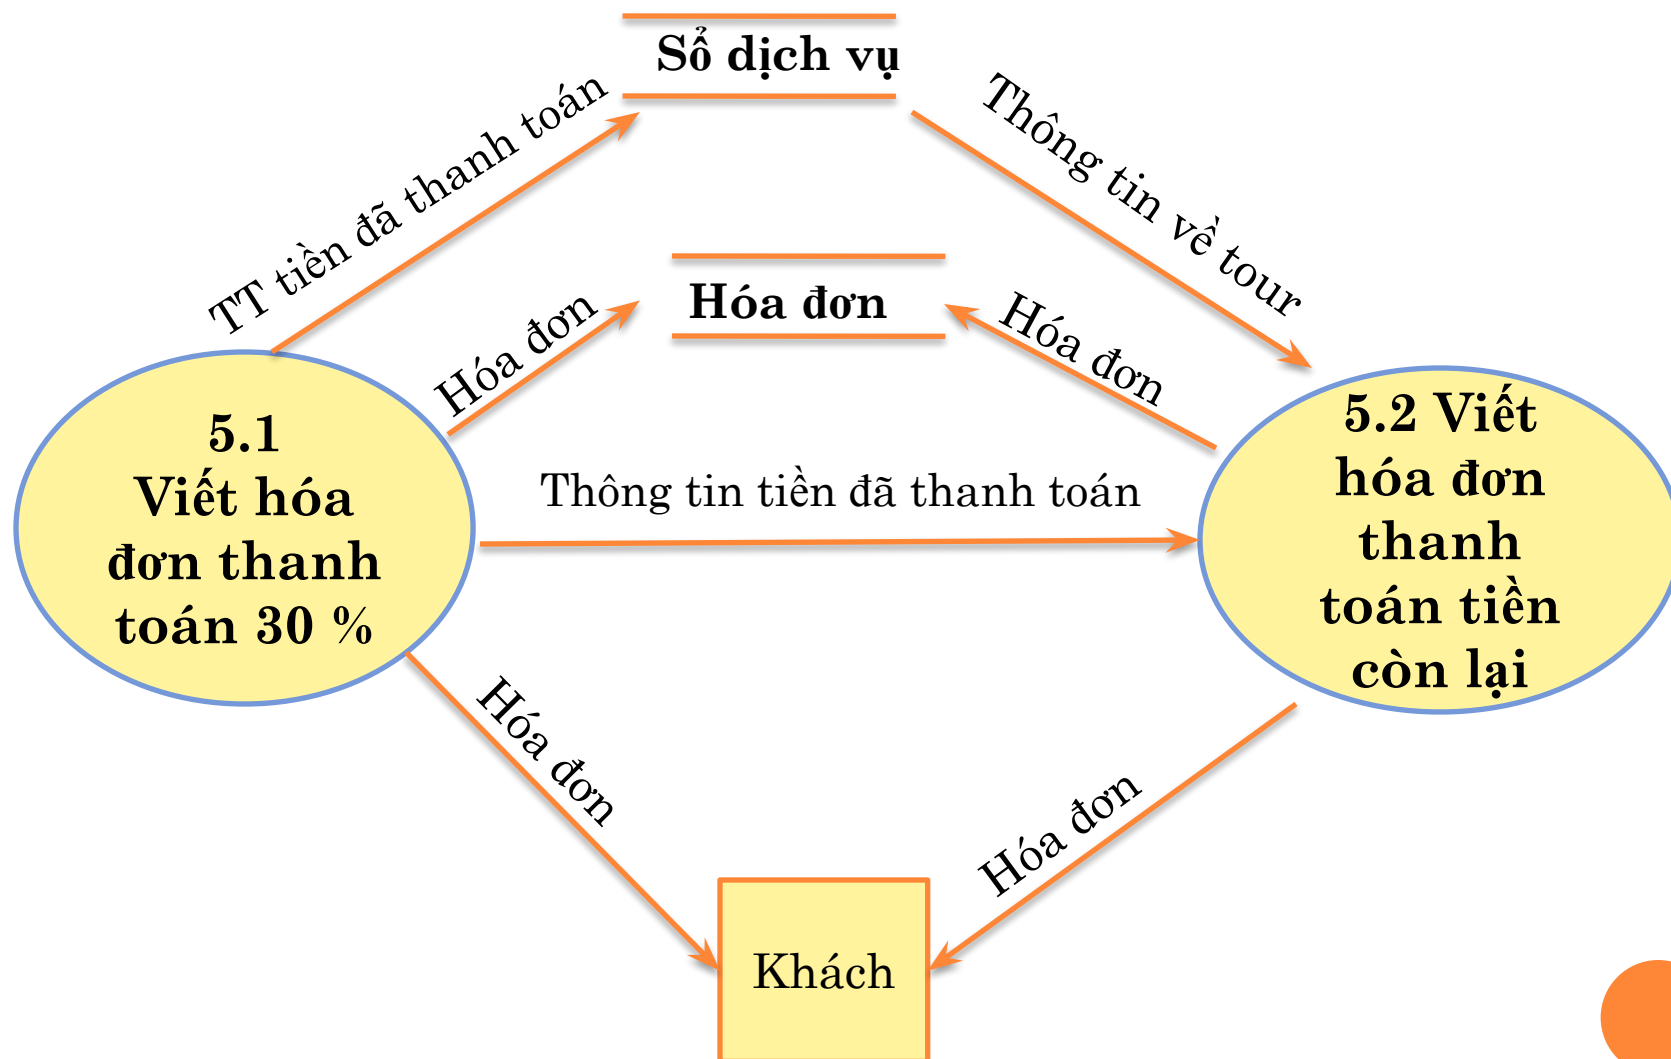 Sổ dịch vụ
TT tiền đã thanh toán
Thông tin về tour
Hóa đơn
Hóa đơn
Hóa đơn
5.1
Viết hóa
đơn thanh
toán 30 %
Thông tin tiền đã thanh toán
5.2 Viết
hóa đơn
thanh
toán tiền
còn lại
Hóa đơn
Hóa đơn
Khách